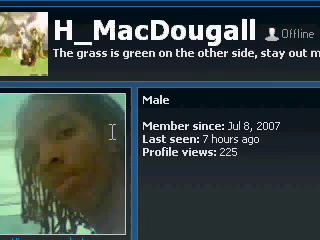 H_MacDougall
Offline
The grass is green on the other side, stay out m
Male
Member since: Jul 8, 2007
Last seen: 7 hours ago
Profile views: 225